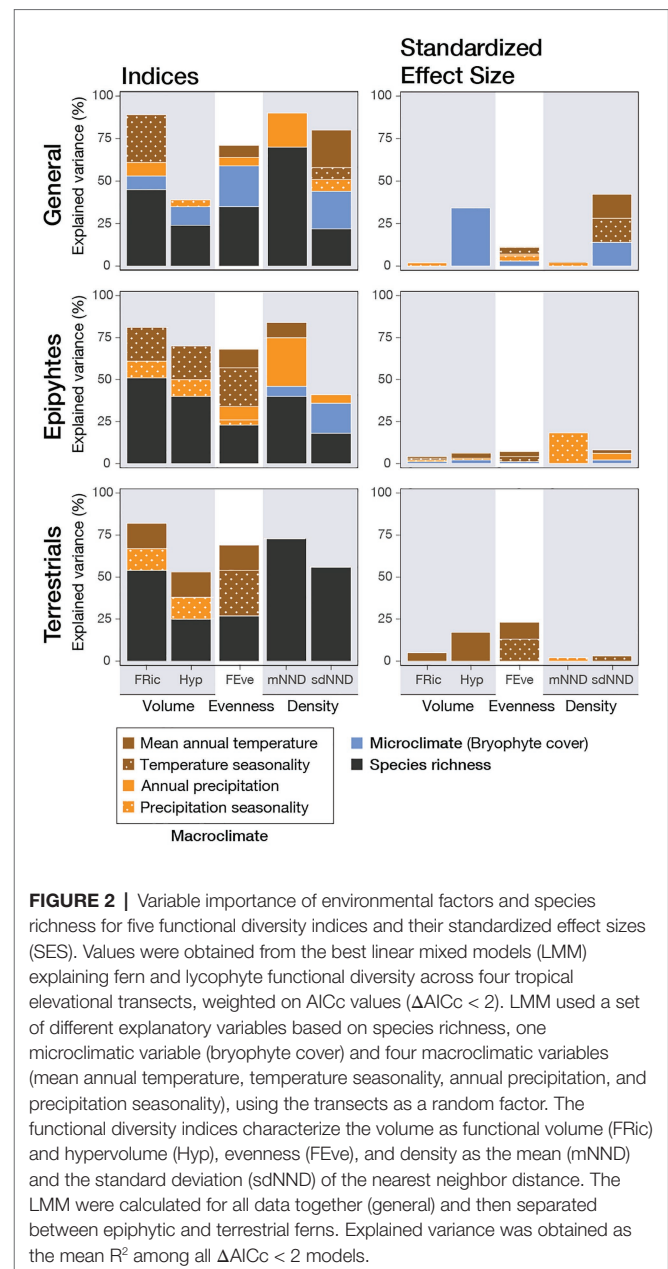 Indices
Standardized
Effect Size
General
Explained variance (%)
100
75
50
25
0
100
75
50
25
0
Epipyhtes
Explained variance (%)
100
75
50
25
0
100
75
50
25
0
Terrestrials
Explained variance (%)
100
75
50
25
0
100
75
50
25
0
FRic Hyp FEve mNND sdNND
Volume Evenness Density
FRic Hyp FEve mNND sdNND
Volume Evenness Density
Mean annual temperature
Temperature seasonality
Annual precipitation
Precipitation seasonality
Macroclimate
Microclimate (Bryophyte cover)
Species richness
FIGURE 2 | Variable importance of environmental factors and species
richness for five functional diversity indices and their standardized effect sizes
(SES). Values were obtained from the best linear mixed models (LMM)
explaining fern and lycophyte functional diversity across four tropical
elevational transects, weighted on AICc values (ΔAICc < 2). LMM used a set
of different explanatory variables based on species richness, one
microclimatic variable (bryophyte cover) and four macroclimatic variables
(mean annual temperature, temperature seasonality, annual precipitation, and
precipitation seasonality), using the transects as a random factor. The
functional diversity indices characterize the volume as functional volume (FRic)
and hypervolume (Hyp), evenness (FEve), and density as the mean (mNND)
and the standard deviation (sdNND) of the nearest neighbor distance. The
LMM were calculated for all data together (general) and then separated
between epiphytic and terrestrial ferns. Explained variance was obtained as
the mean R² among all ΔAICc < 2 models.